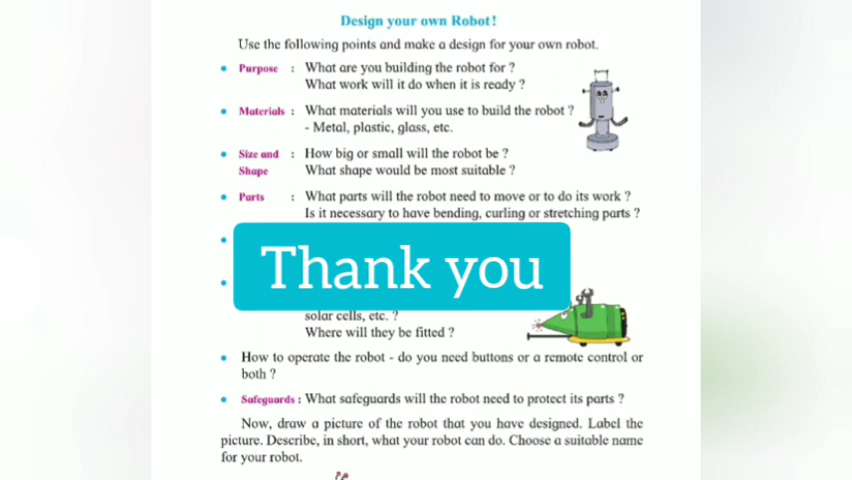 Design your own Robot!
Use the following points and make a design for your own robot.
• Purpose : What are you building the robot for ?
What work will it do when it is ready ?
• Materials : What materials will you use to build the robot ?
- Metal, plastic, glass, etc.
• Size and : How big or small will the robot be ?
Shape What shape would be most suitable ?
• Parts : What parts will the robot need to move or to do its work ?
Is it necessary to have bending, curling or stretching parts ?
Thank you
solar cells, etc. ?
Where will they be fitted ?
• How to operate the robot - do you need buttons or a remote control or
both ?
• Safeguards : What safeguards will the robot need to protect its parts ?
Now, draw a picture of the robot that you have designed. Label the
picture. Describe, in short, what your robot can do. Choose a suitable name
for your robot.